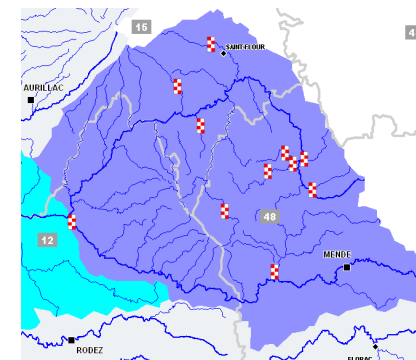 15
4
SAINT-FLOUR
AURILLAC
48
12
MENDE
RODEZ
FLORAC